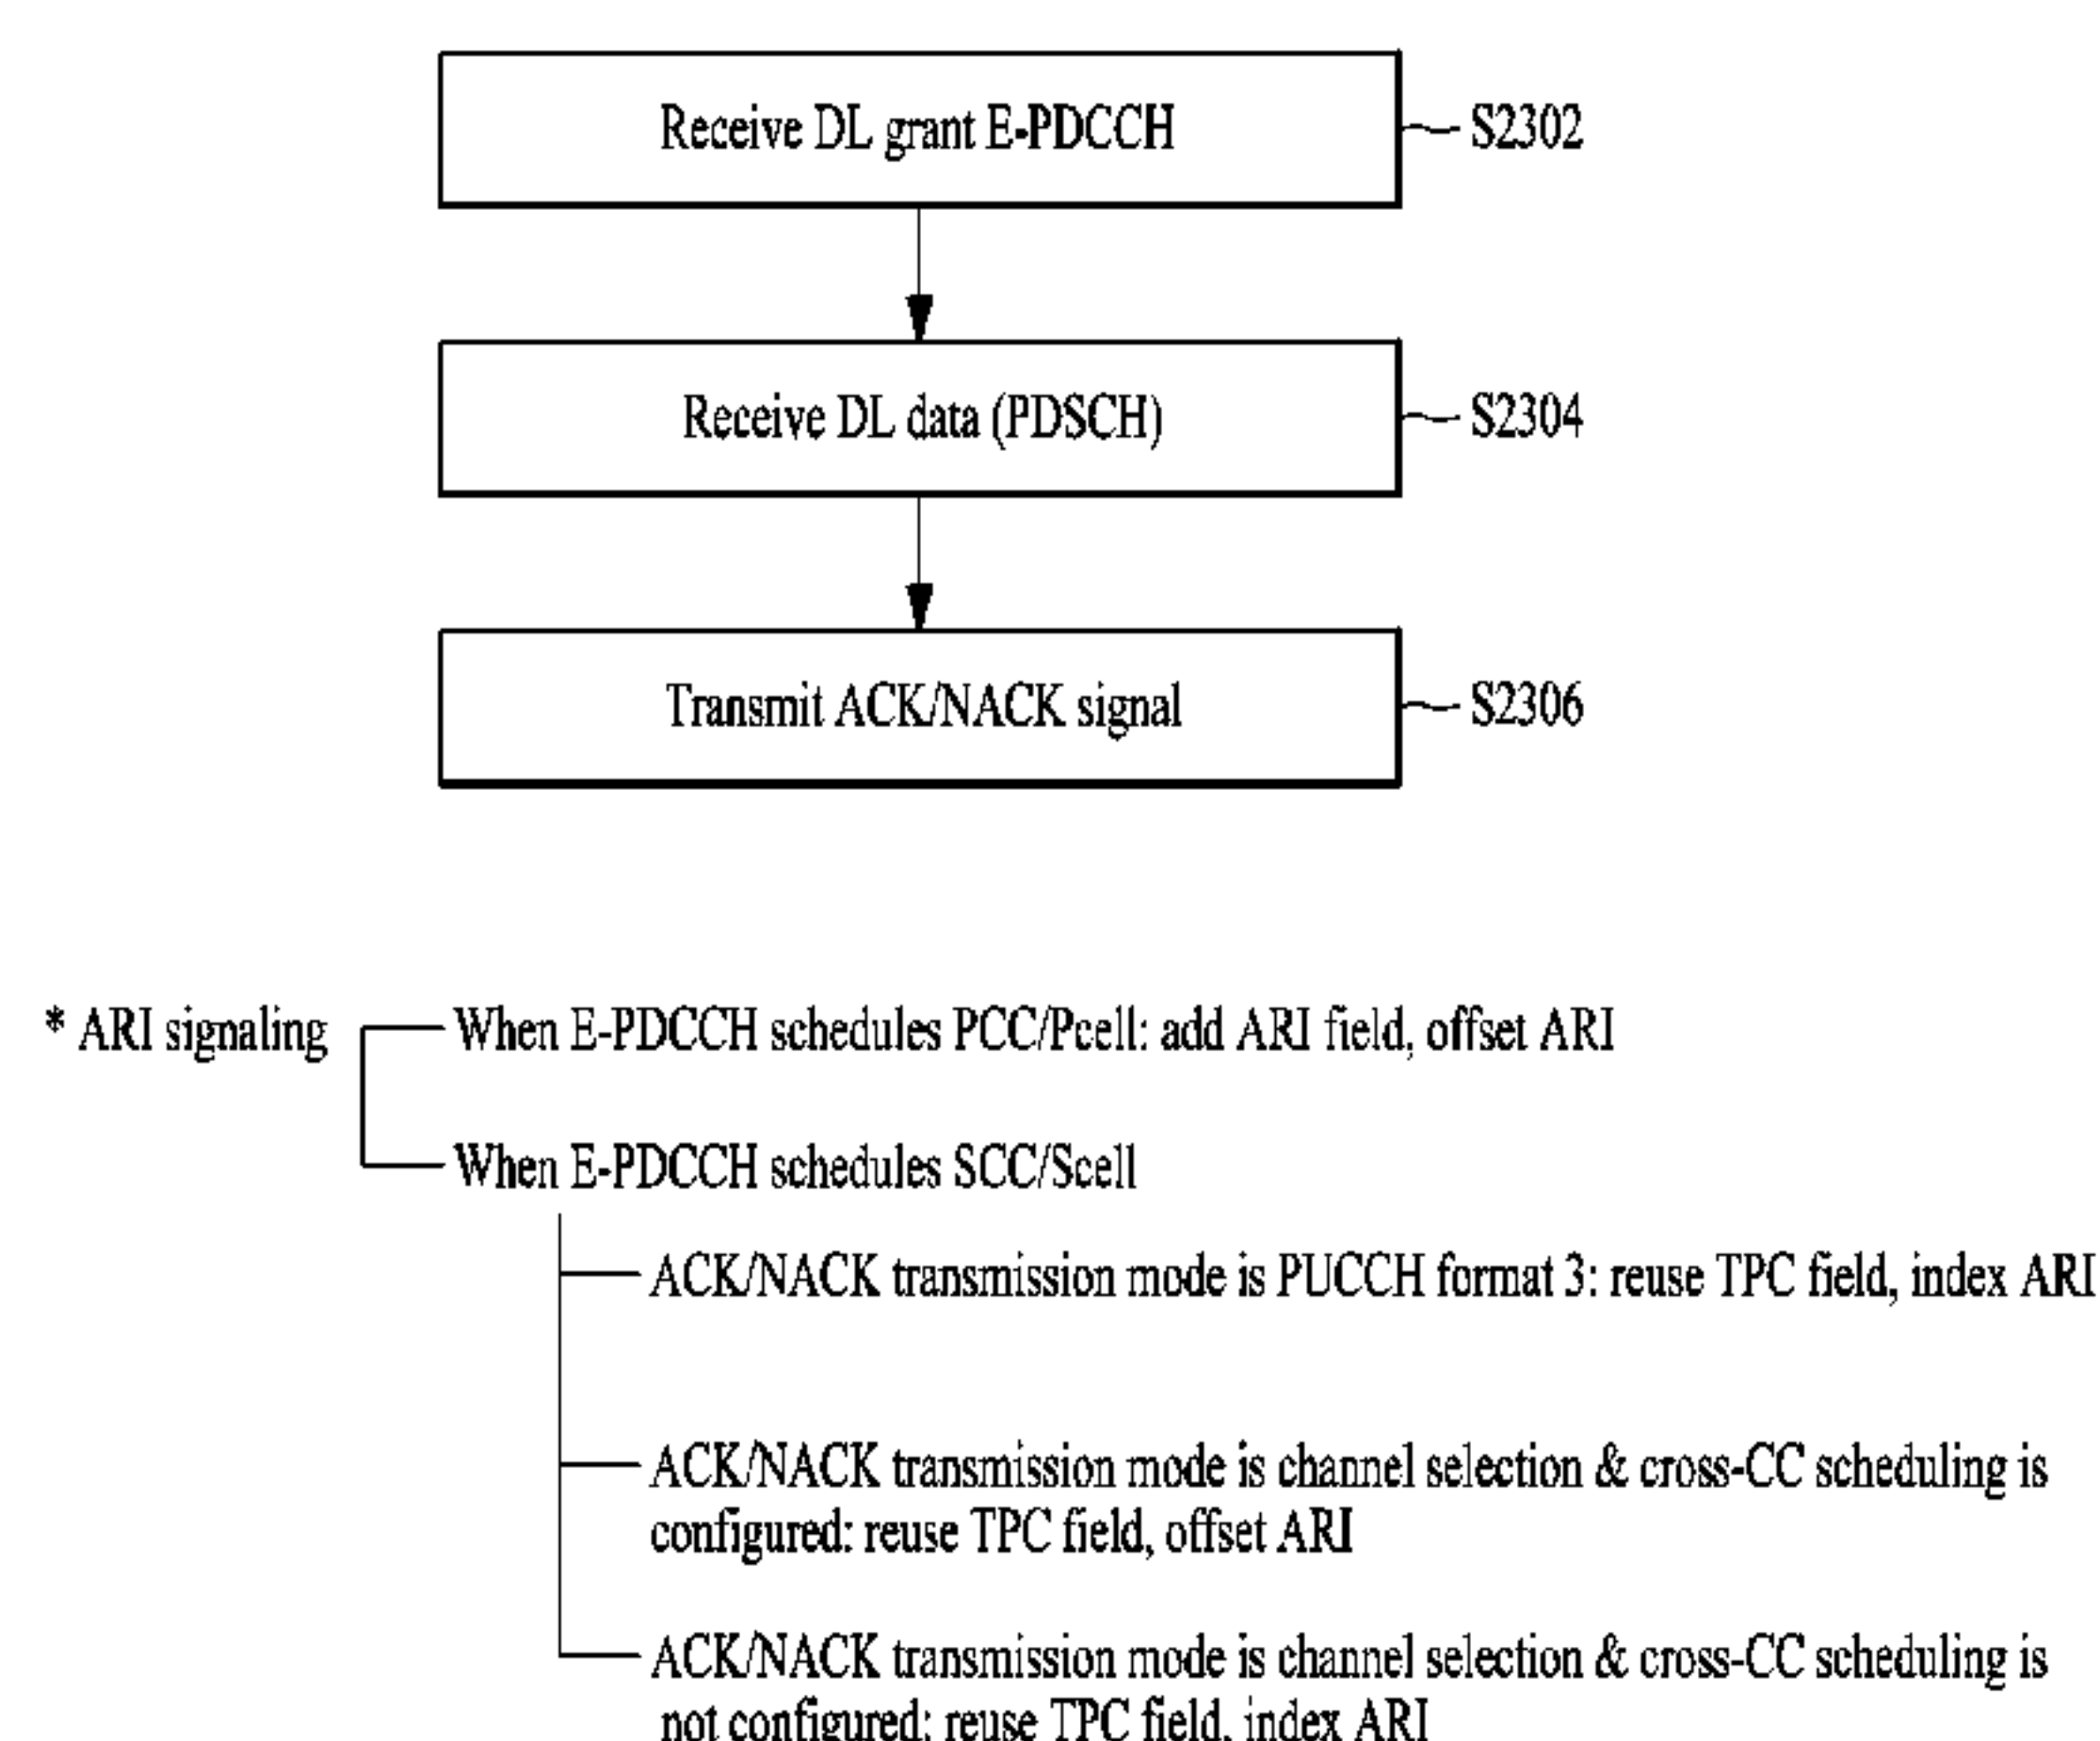 Receive DL grant E-PDCCH
S2302
Receive DL data (PDSCH)
S2304
Transmit ACK/NACK signal
S2306
* ARI signaling
When E-PDCCH schedules PCC/Pcell: add ARI field, offset ARI
When E-PDCCH schedules SCC/Scell
ACK/NACK transmission mode is PUCCH format 3: reuse TPC field, index ARI
ACK/NACK transmission mode is channel selection & cross-CC scheduling is
configured: reuse TPC field, offset ARI
ACK/NACK transmission mode is channel selection & cross-CC scheduling is
not configured: reuse TPC field, index ARI